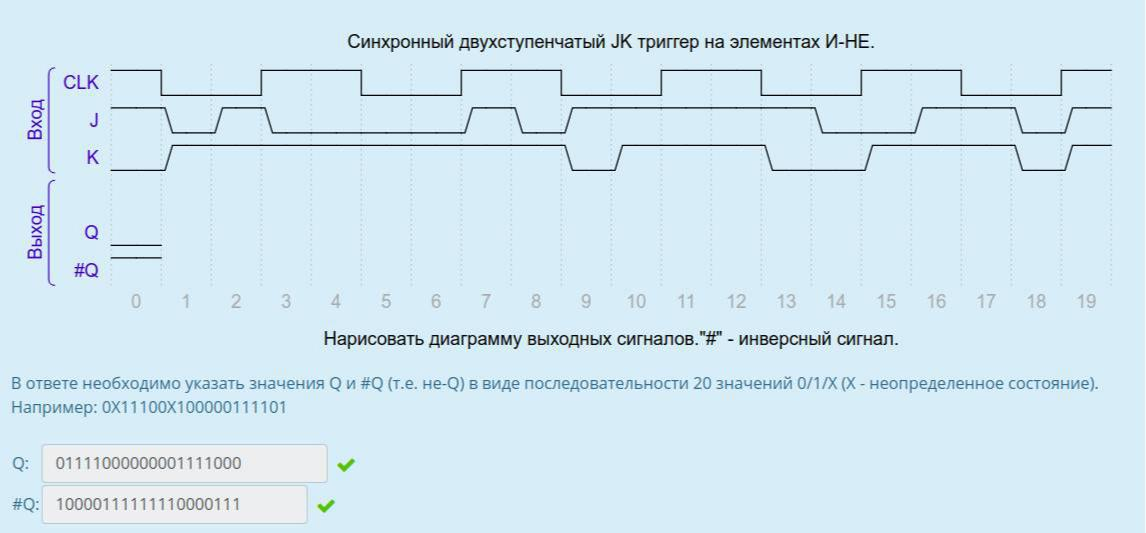 Синхронный двухступенчатый JK триггер на элементах И-НЕ.
Вход
CLK
J
K
Выход
Q
#Q
0 1 2 3 4 5 6 7 8 9 10 11 12 13 14 15 16 17 18 19
Нарисовать диаграмму выходных сигналов."#" - инверсный сигнал.
В ответе необходимо указать значения Q и #Q (т.е. не-Q) в виде последовательности 20 значений 0/1/X (X - неопределенное состояние).
Например: 0X11100X100000111101
Q: 01111000000001111000
#Q: 10000111111110000111